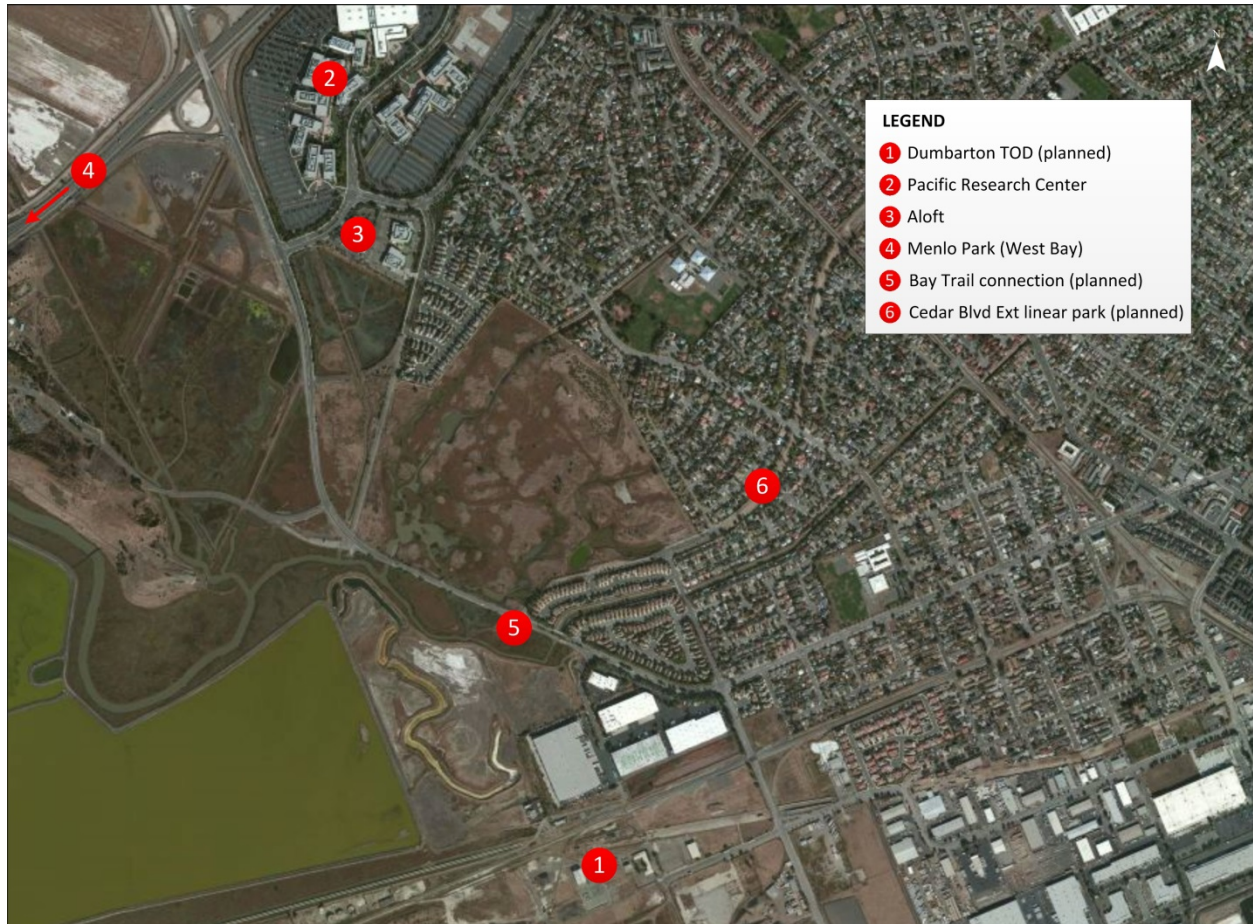 2
4
3
6
5
1
LEGEND
1 Dumbarton TOD (planned)
2 Pacific Research Center
3 Aloft
4 Menlo Park (West Bay)
5 Bay Trail connection (planned)
6 Cedar Blvd Ext linear park (planned)